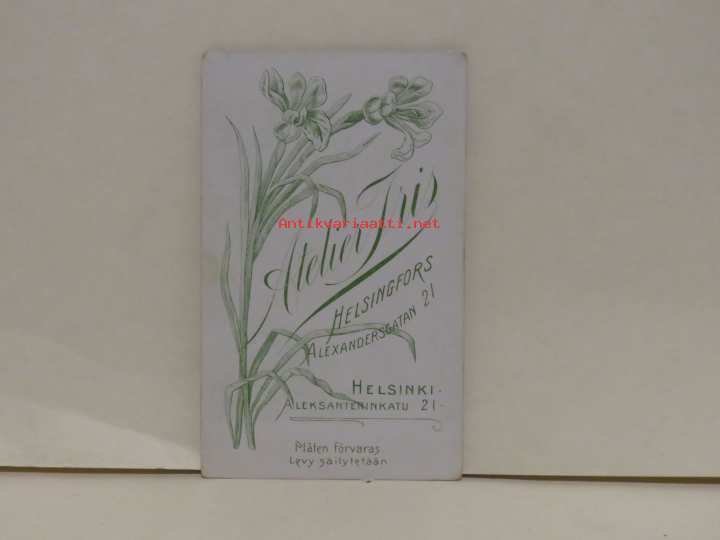 Atelier Iris
Antikvariaatti.net
HELSINGFORS
ALEXANDERSGATAN 21
HELSINKI.
ALEKSANTERINKATU 21-
Plåten förvaras
Levy säilytetään